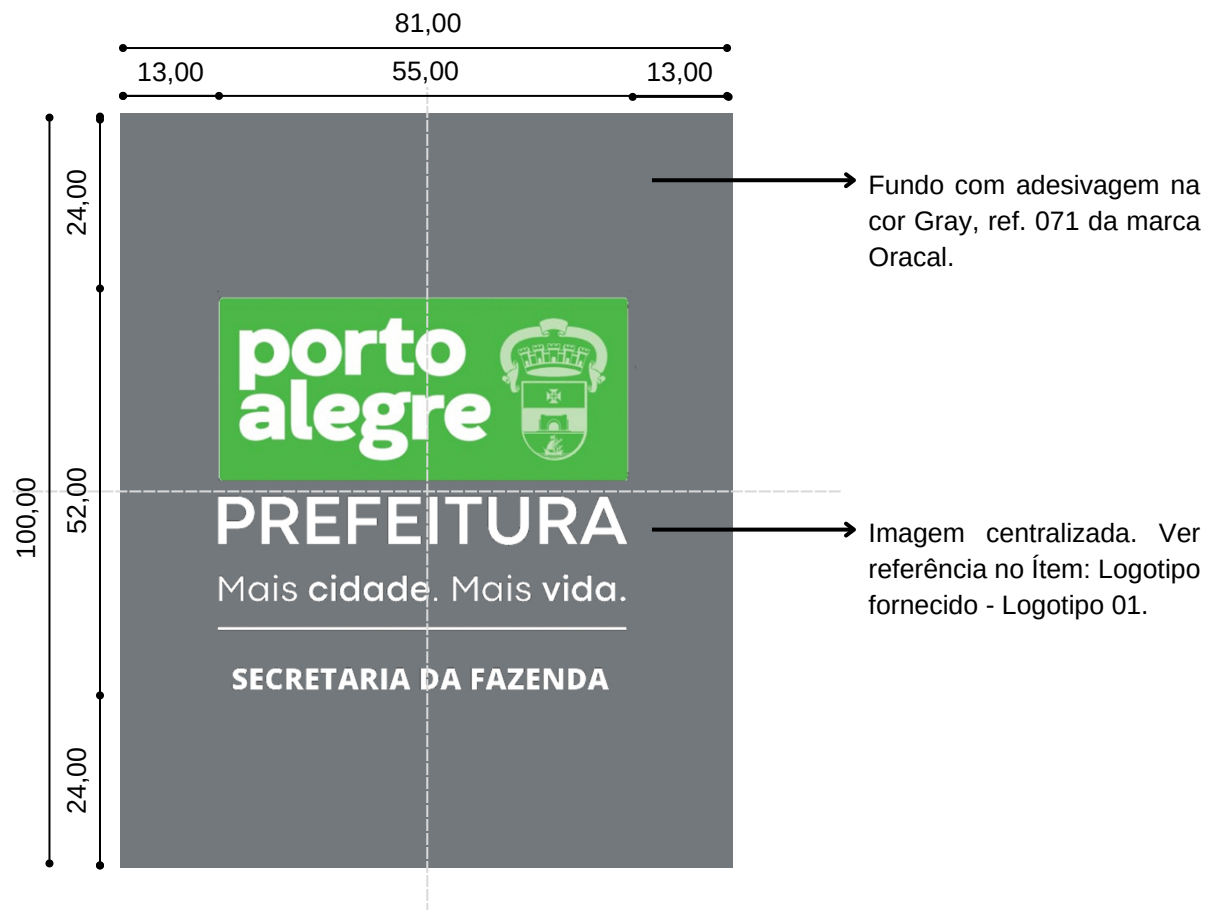 81,00
13,00 55,00 13,00
24,00
Fundo com adesivagem na
cor Gray, ref. 071 da marca
Oracal.
porto
alegre
100,00
52,00
PREFEITURA
Imagem centralizada. Ver
referência no Ítem: Logotipo
fornecido - Logotipo 01.
Mais cidade. Mais vida.
SECRETARIA DA FAZENDA
24,00